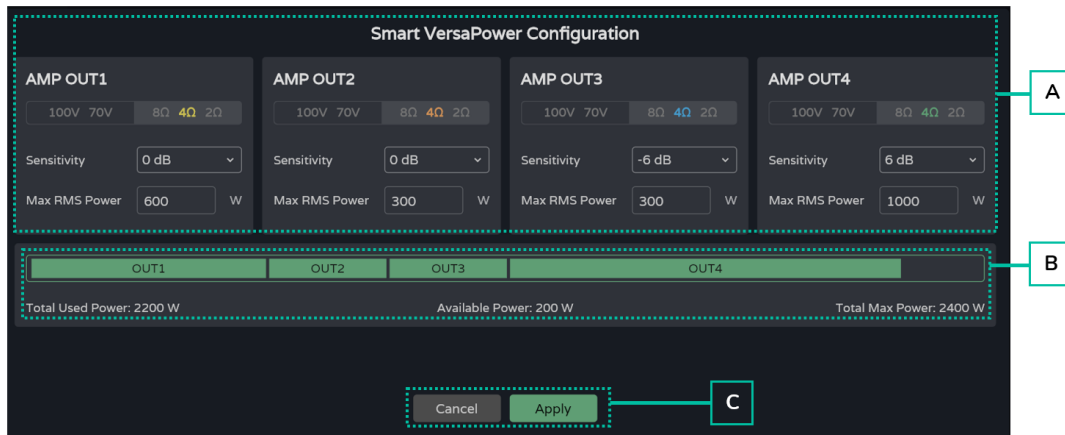 Smart VersaPower Configuration
AMP OUT1 AMP OUT2 AMP OUT3 AMP OUT4
100V 70V 8Ω 4Ω 2Ω 100V 70V 8Ω 4Ω 2Ω 100V 70V 8Ω 4Ω 2Ω 100V 70V 8Ω 4Ω 2Ω
A
Sensitivity 0 dB Sensitivity 0 dB Sensitivity -6 dB Sensitivity 6 dB
Max RMS Power 600 W Max RMS Power 300 W Max RMS Power 300 W Max RMS Power 1000 W
OUT1 OUT2 OUT3 OUT4
B
Total Used Power: 2200 W Available Power: 200 W Total Max Power: 2400 W
Cancel Apply C